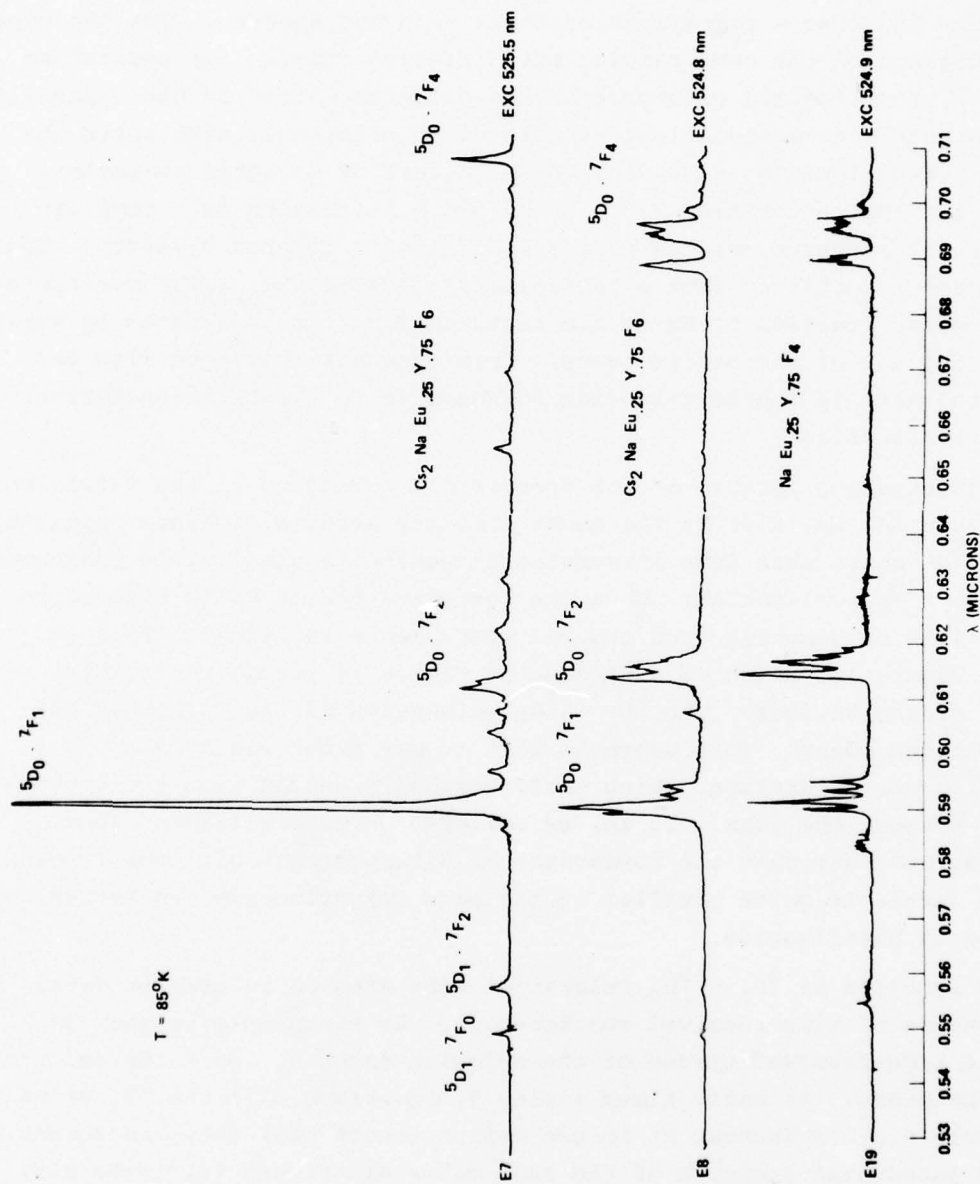 ⁵D₀ - ⁷F₁
T = 85°K
⁵D₁ - ⁷F₀
⁵D₁ - ⁷F₂
⁵D₀ - ⁷F₂
Cs₂ Na Eu.25 Y.75 F₆
⁵D₀ - ⁷F₄
E7
EXC 525.5 nm
⁵D₀ - ⁷F₁
⁵D₀ - ⁷F₂
Cs₂ Na Eu.25 Y.75 F₆
⁵D₀ - ⁷F₄
E8
EXC 524.8 nm
Na Eu.25 Y.75 F₄
E19
EXC 524.9 nm
0.53 0.54 0.55 0.56 0.57 0.58 0.59 0.60 0.61 0.62 0.63 0.64 0.65 0.66 0.67 0.68 0.69 0.70 0.71
λ (MICRONS)